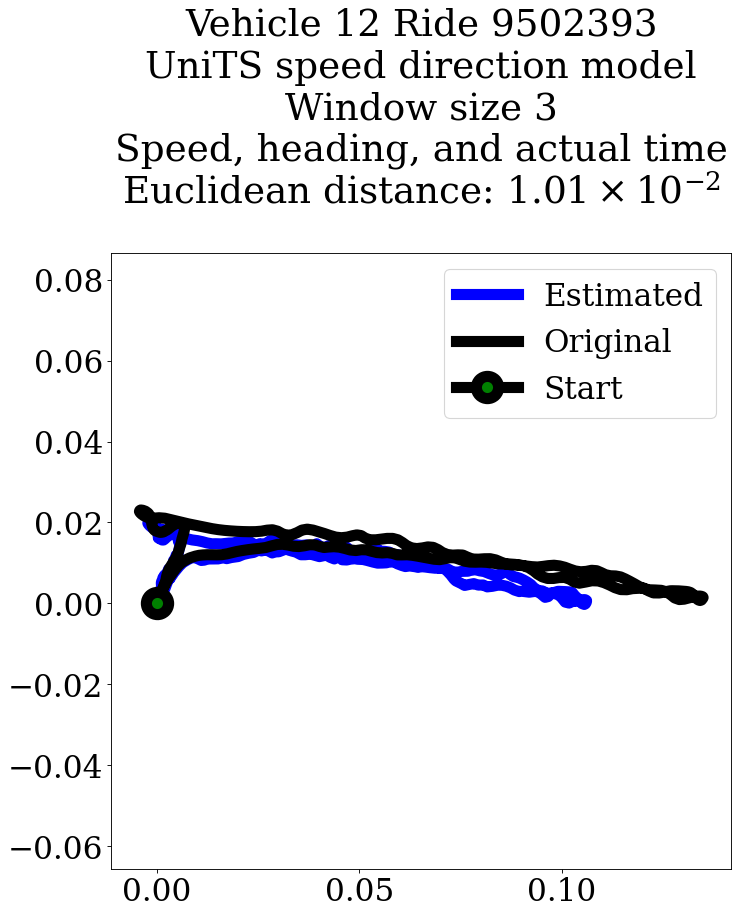 Vehicle 12 Ride 9502393
UniTS speed direction model
Window size 3
Speed, heading, and actual time
Euclidean distance: 1.01 × 10⁻²
Estimated
Original
Start
0.08
0.06
0.04
0.02
0.00
−0.02
−0.04
−0.06
0.00
0.05
0.10